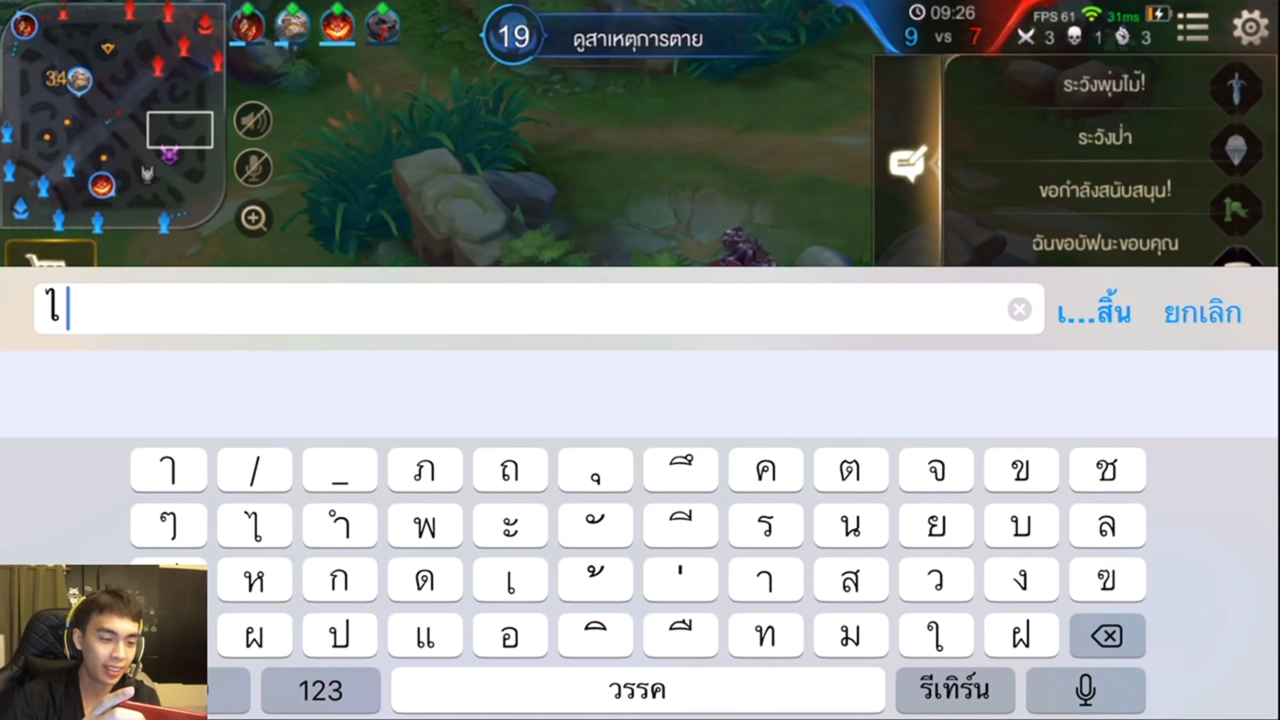 34
19
ดูสาเหตุการตาย
09:26
FPS 61
31ms
9 vs 7
3 1 3
ระวังพุ่มไม้!
ระวังป่า
ขอกำลังสนับสนุน!
ฉันขอบัฟนะขอบคุณ
ไ
เ...สิ้น
ยกเลิก
ๅ / _ ภ ถ ุ ึ ค ต จ ข ช
ๆ ไ ำ พ ะ ั ี ร น ย บ ล
ห ก ด เ ้ ่ า ส ว ง ฃ
ผ ป แ อ ิ ื ท ม ใ ฝ
123 วรรค รีเทิร์น